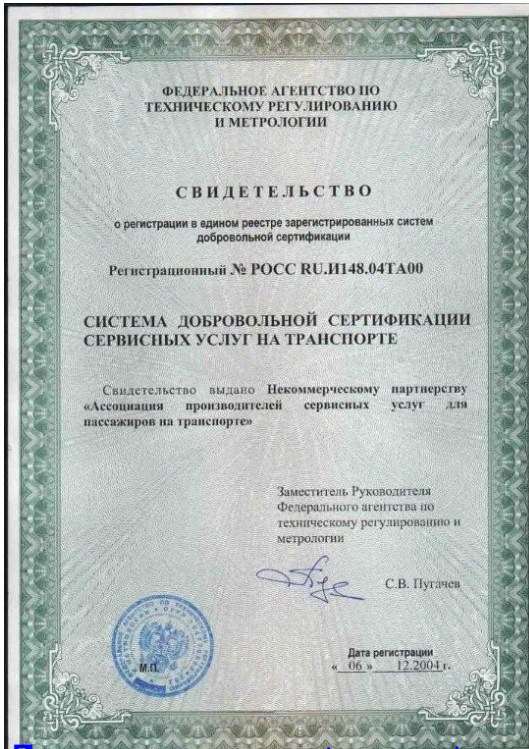 ФЕДЕРАЛЬНОЕ АГЕНТСТВО ПО
ТЕХНИЧЕСКОМУ РЕГУЛИРОВАНИЮ
И МЕТРОЛОГИИ
СВИДЕТЕЛЬСТВО
о регистрации в едином реестре зарегистрированных систем
добровольной сертификации
Регистрационный № РОСС RU.И148.04ТА00
СИСТЕМА ДОБРОВОЛЬНОЙ СЕРТИФИКАЦИИ
СЕРВИСНЫХ УСЛУГ НА ТРАНСПОРТЕ
Свидетельство выдано Некоммерческому партнерству
«Ассоциация производителей сервисных услуг для
пассажиров на транспорте»
Заместитель Руководителя
Федерального агентства по
техническому регулированию и
метрологии
С.В. Пугачев
М.П.
Дата регистрации
« 06 » 12.2004 г.